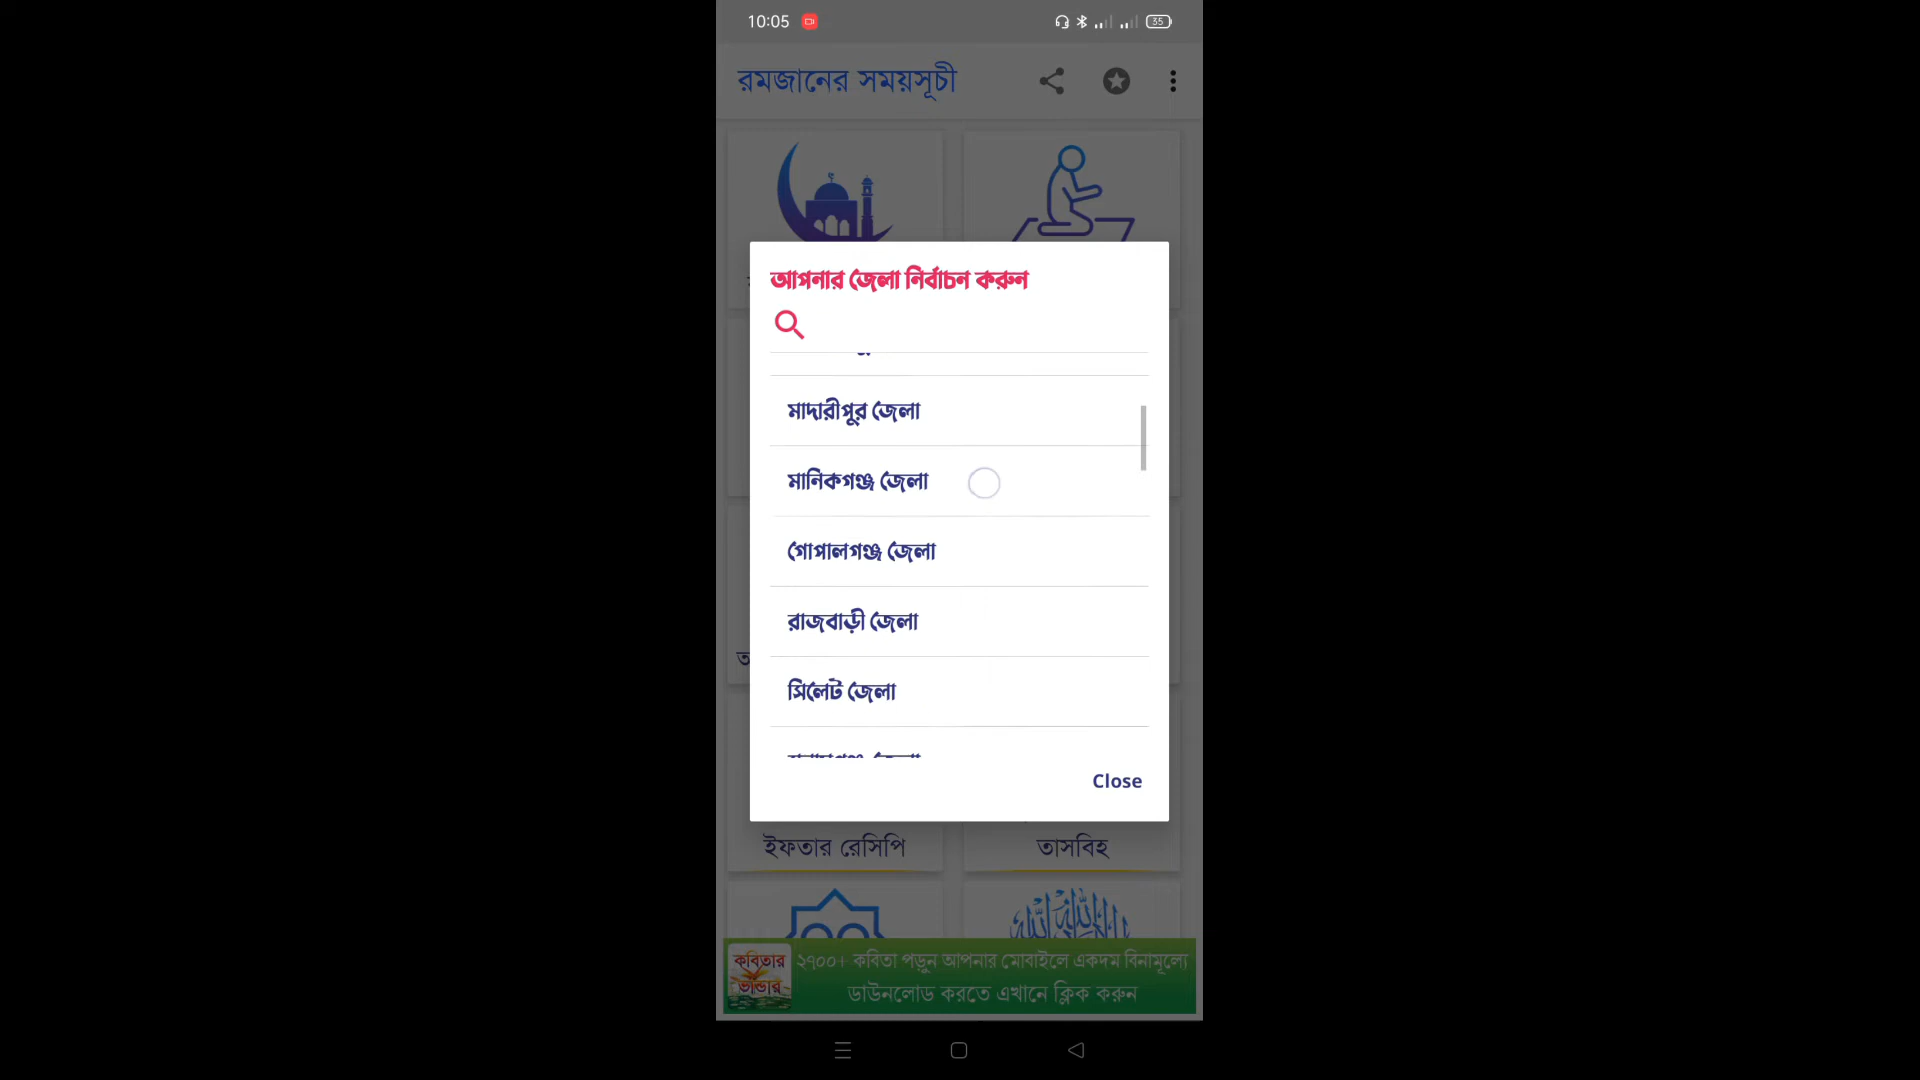 10:05
35
রমজানের সময়সূচী
আপনার জেলা নির্বাচন করুন
মাদারীপুর জেলা
মানিকগঞ্জ জেলা
গোপালগঞ্জ জেলা
রাজবাড়ী জেলা
সিলেট জেলা
Close
ইফতার রেসিপি
তাসবিহ
কবিতার
ভান্ডার
২৭০০+ কবিতা পড়ুন আপনার মোবাইলে একদম বিনামূল্যে
ডাউনলোড করতে এখানে ক্লিক করুন